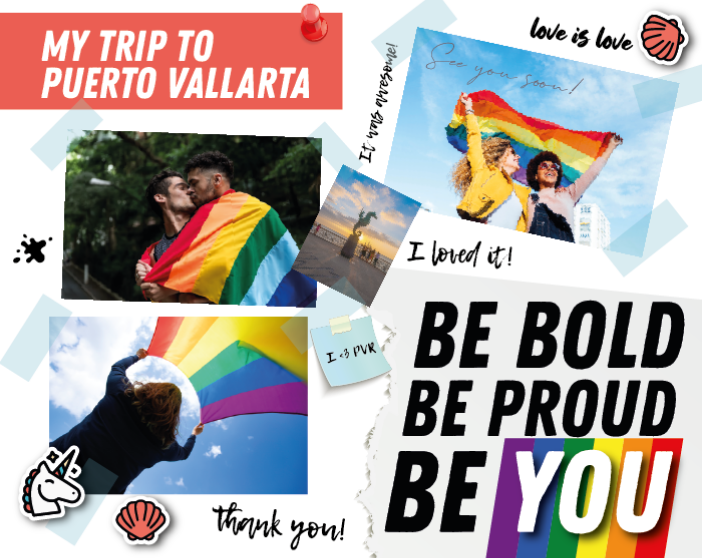 MY TRIP TO
PUERTO VALLARTA
love is love
It was awesome!
See you soon!
I loved it!
I <3 PVR
BE BOLD
BE PROUD
BE YOU
thank you!